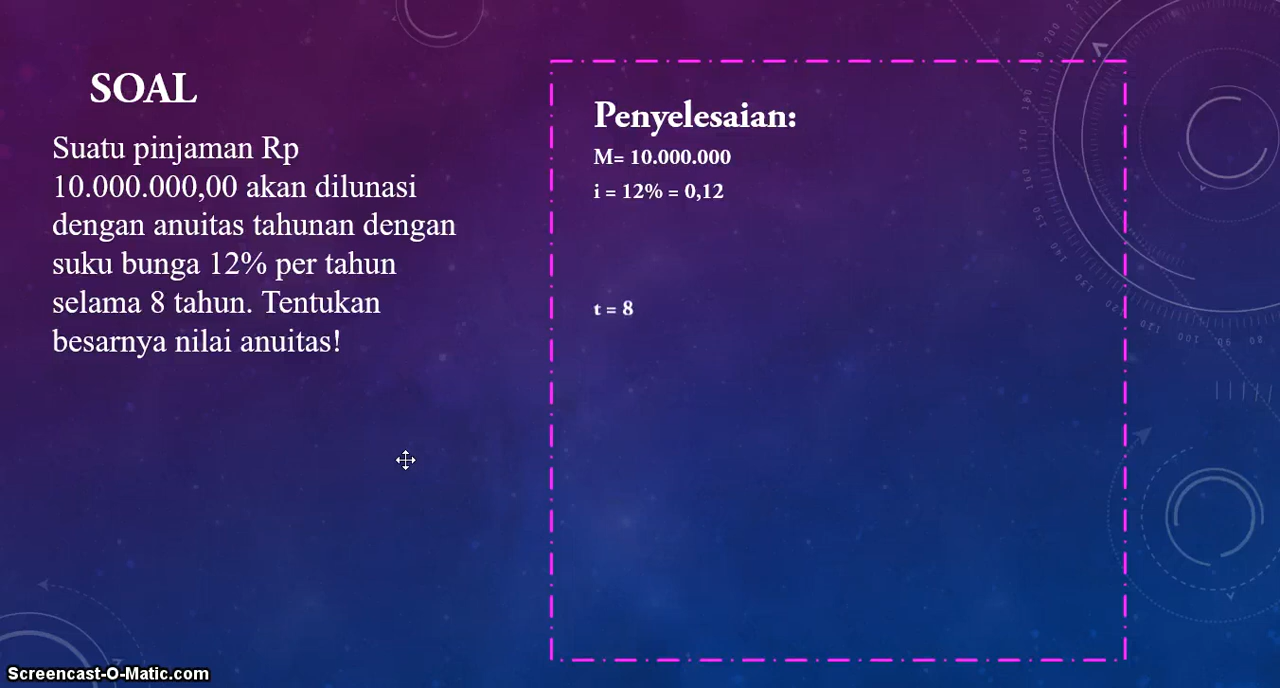 SOAL
Suatu pinjaman Rp
10.000.000,00 akan dilunasi
dengan anuitas tahunan dengan
suku bunga 12% per tahun
selama 8 tahun. Tentukan
besarnya nilai anuitas!
Penyelesaian:
M= 10.000.000
i = 12% = 0,12
t = 8
Screencast-O-Matic.com